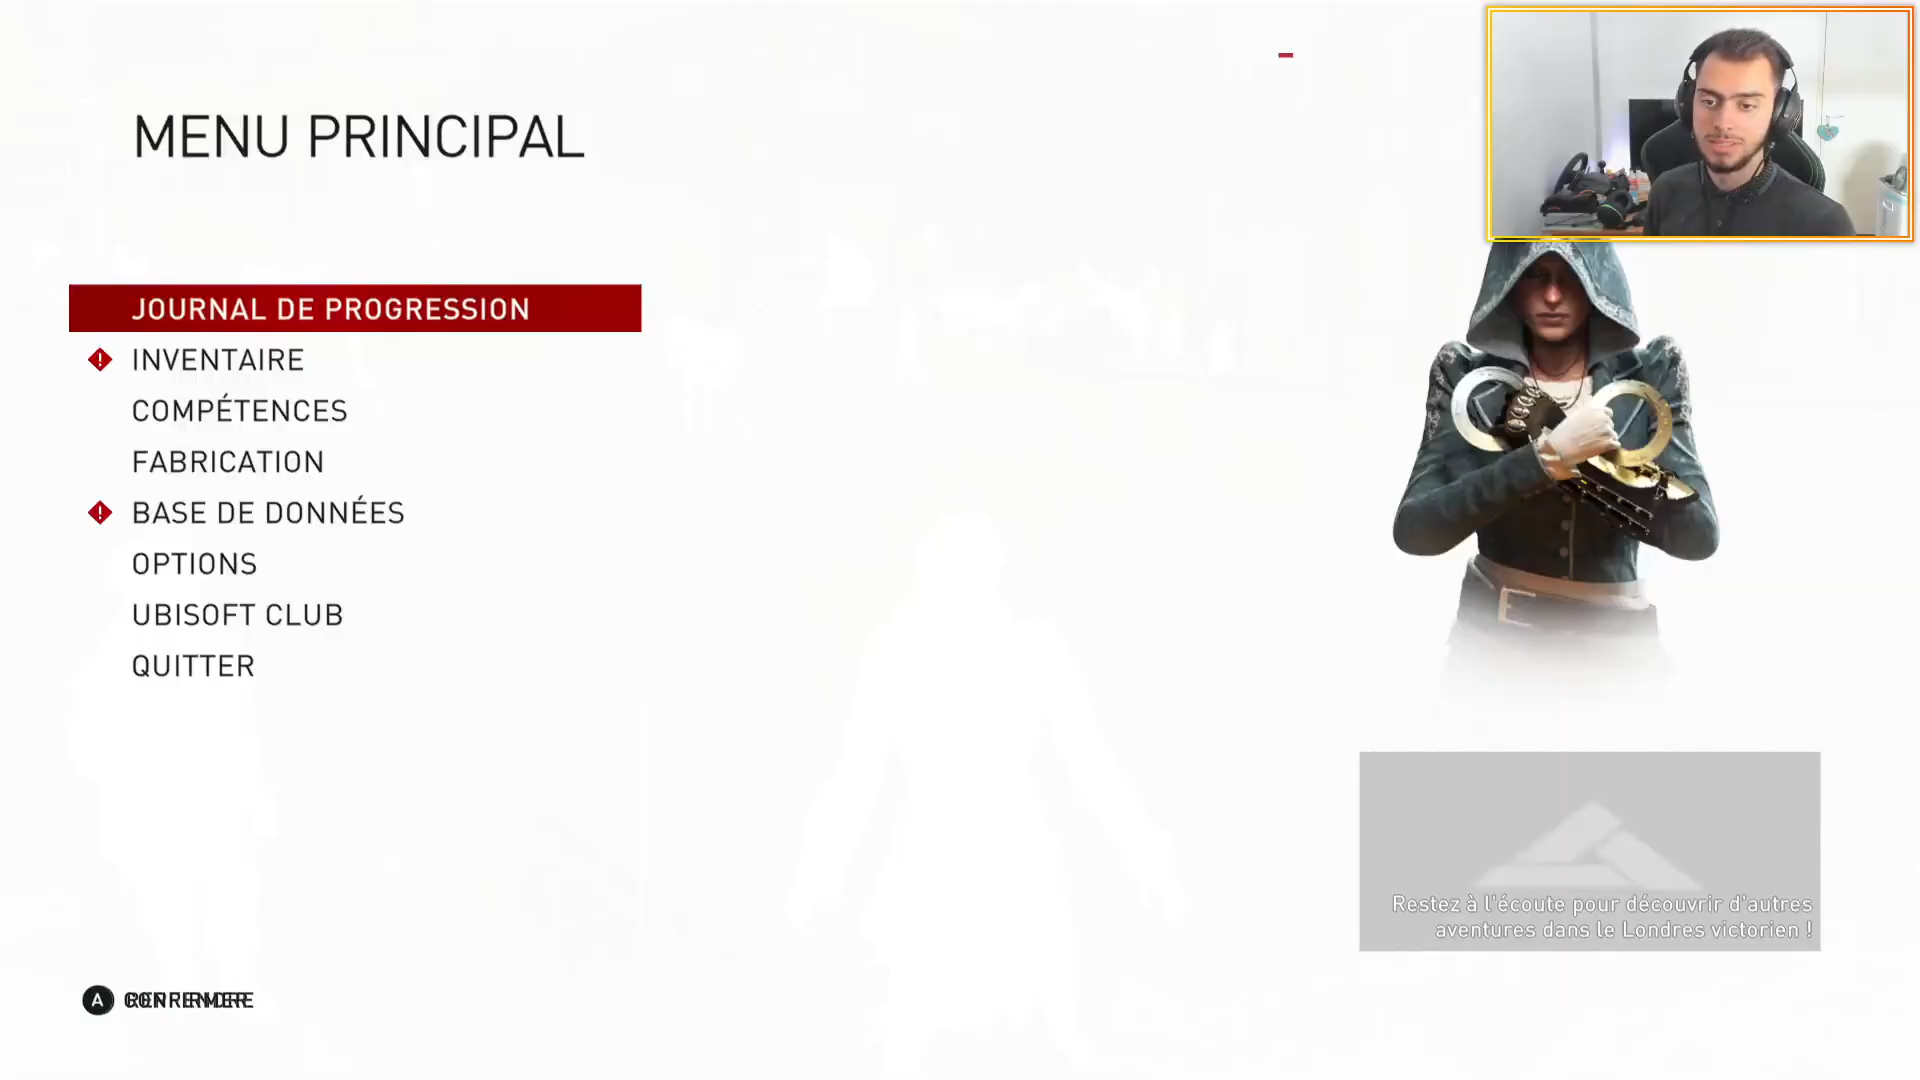 MENU PRINCIPAL
JOURNAL DE PROGRESSION
INVENTAIRE
COMPÉTENCES
FABRICATION
BASE DE DONNÉES
OPTIONS
UBISOFT CLUB
QUITTER
Restez à l'écoute pour découvrir d'autres
aventures dans le Londres victorien !
A